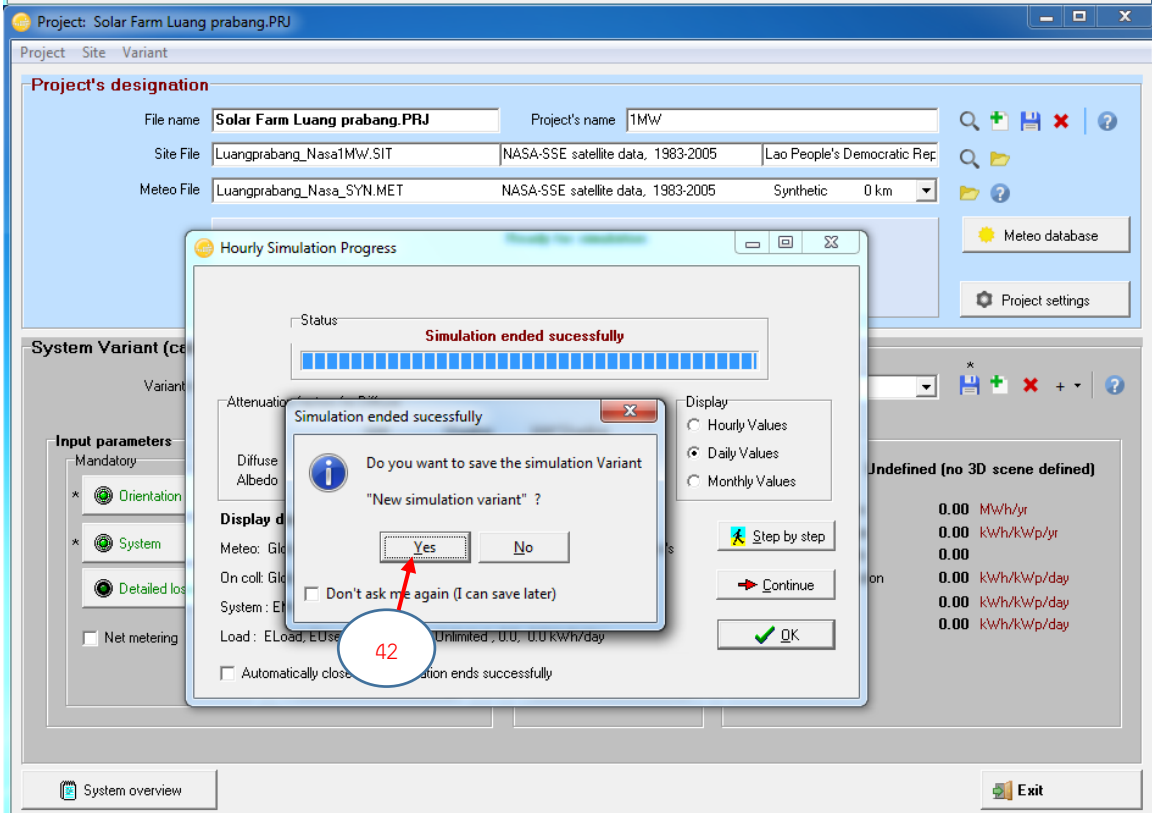 Project: Solar Farm Luang prabang.PRJ
Project Site Variant
Project's designation
File name Solar Farm Luang prabang.PRJ Project's name 1MW
Site File Luangprabang_Nasa1MW.SIT NASA-SSE satellite data, 1983-2005 Lao People's Democratic Rep
Meteo File Luangprabang_Nasa_SYN.MET NASA-SSE satellite data, 1983-2005 Synthetic 0 km
Meteo database
Project settings
Hourly Simulation Progress
Ready for simulation
Status
Simulation ended sucessfully
System Variant (ca
Variant
* 
+
Attenuation
Simulation ended sucessfully
Do you want to save the simulation Variant
"New simulation variant" ?
Yes No
Don't ask me again (I can save later)
42
Display
Hourly Values
Daily Values
Monthly Values
Input parameters
Mandatory
* Orientation
* System
Detailed los
Net metering
Diffuse
Albedo
Display d
Meteo: Glo
's
On coll: Glo
System : E
Load : ELoad, EUse Unlimited , 0.0, 0.0 kWh/day
Automatically close ation ends successfully
Step by step
Continue
OK
Undefined (no 3D scene defined)
0.00 MWh/yr
0.00 kWh/kWp/yr
0.00
on 0.00 kWh/kWp/day
0.00 kWh/kWp/day
0.00 kWh/kWp/day
System overview
Exit